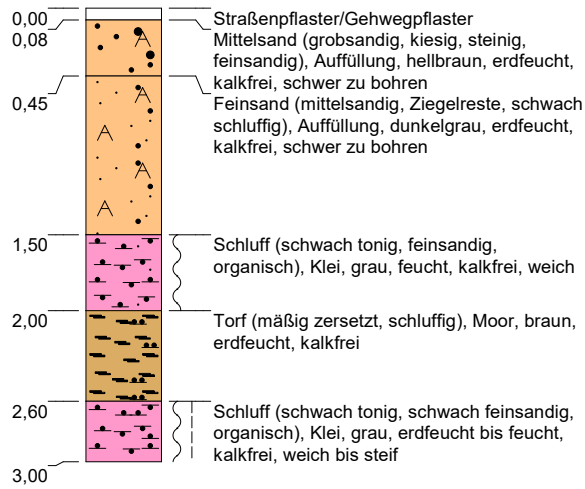 0,00
Straßenpflaster/Gehwegpflaster
0,08
Mittelsand (grobsandig, kiesig, steinig,
feinsandig), Auffüllung, hellbraun, erdfeucht,
kalkfrei, schwer zu bohren
0,45
Feinsand (mittelsandig, Ziegelreste, schwach
schluffig), Auffüllung, dunkelgrau, erdfeucht,
kalkfrei, schwer zu bohren
A
A
A
A
A
1,50
Schluff (schwach tonig, feinsandig,
organisch), Klei, grau, feucht, kalkfrei, weich
2,00
Torf (mäßig zersetzt, schluffig), Moor, braun,
erdfeucht, kalkfrei
2,60
Schluff (schwach tonig, schwach feinsandig,
organisch), Klei, grau, erdfeucht bis feucht,
kalkfrei, weich bis steif
3,00